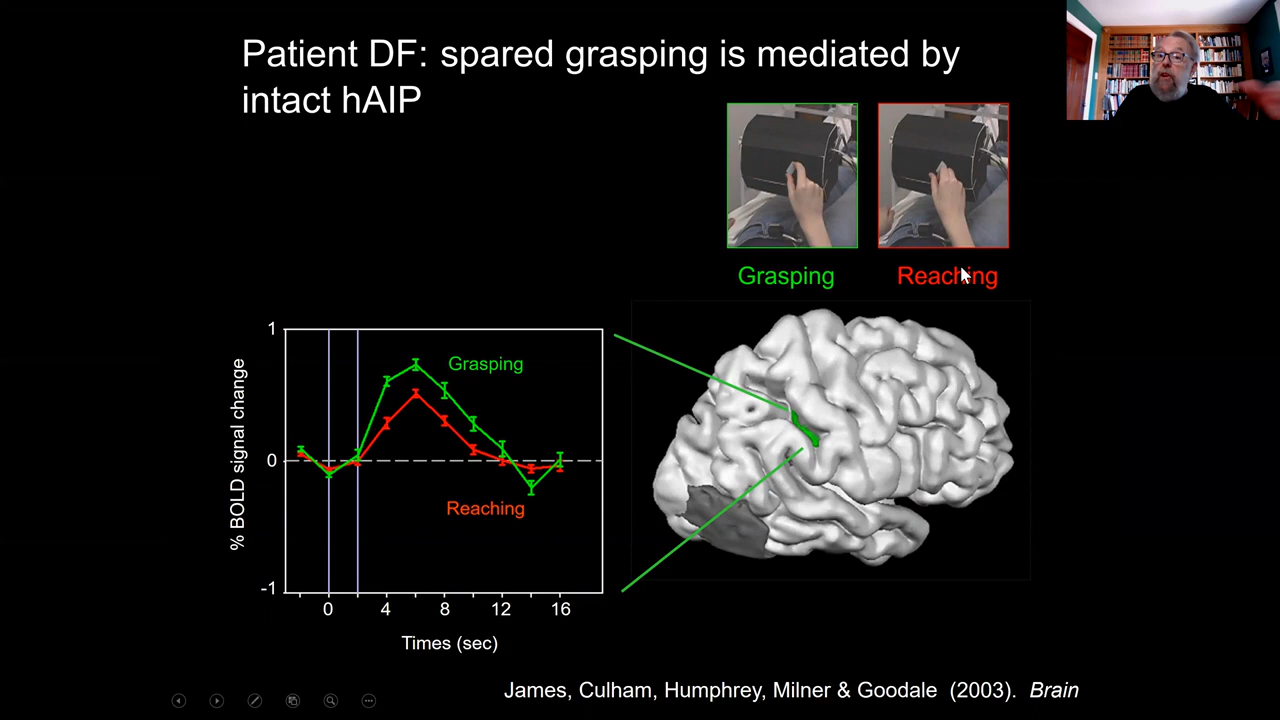 Patient DF: spared grasping is mediated by
intact hAIP
Grasping
Reaching
% BOLD signal change
1
0
-1
Grasping
Reaching
0
4
8
12
16
Times (sec)
James, Culham, Humphrey, Milner & Goodale (2003). Brain